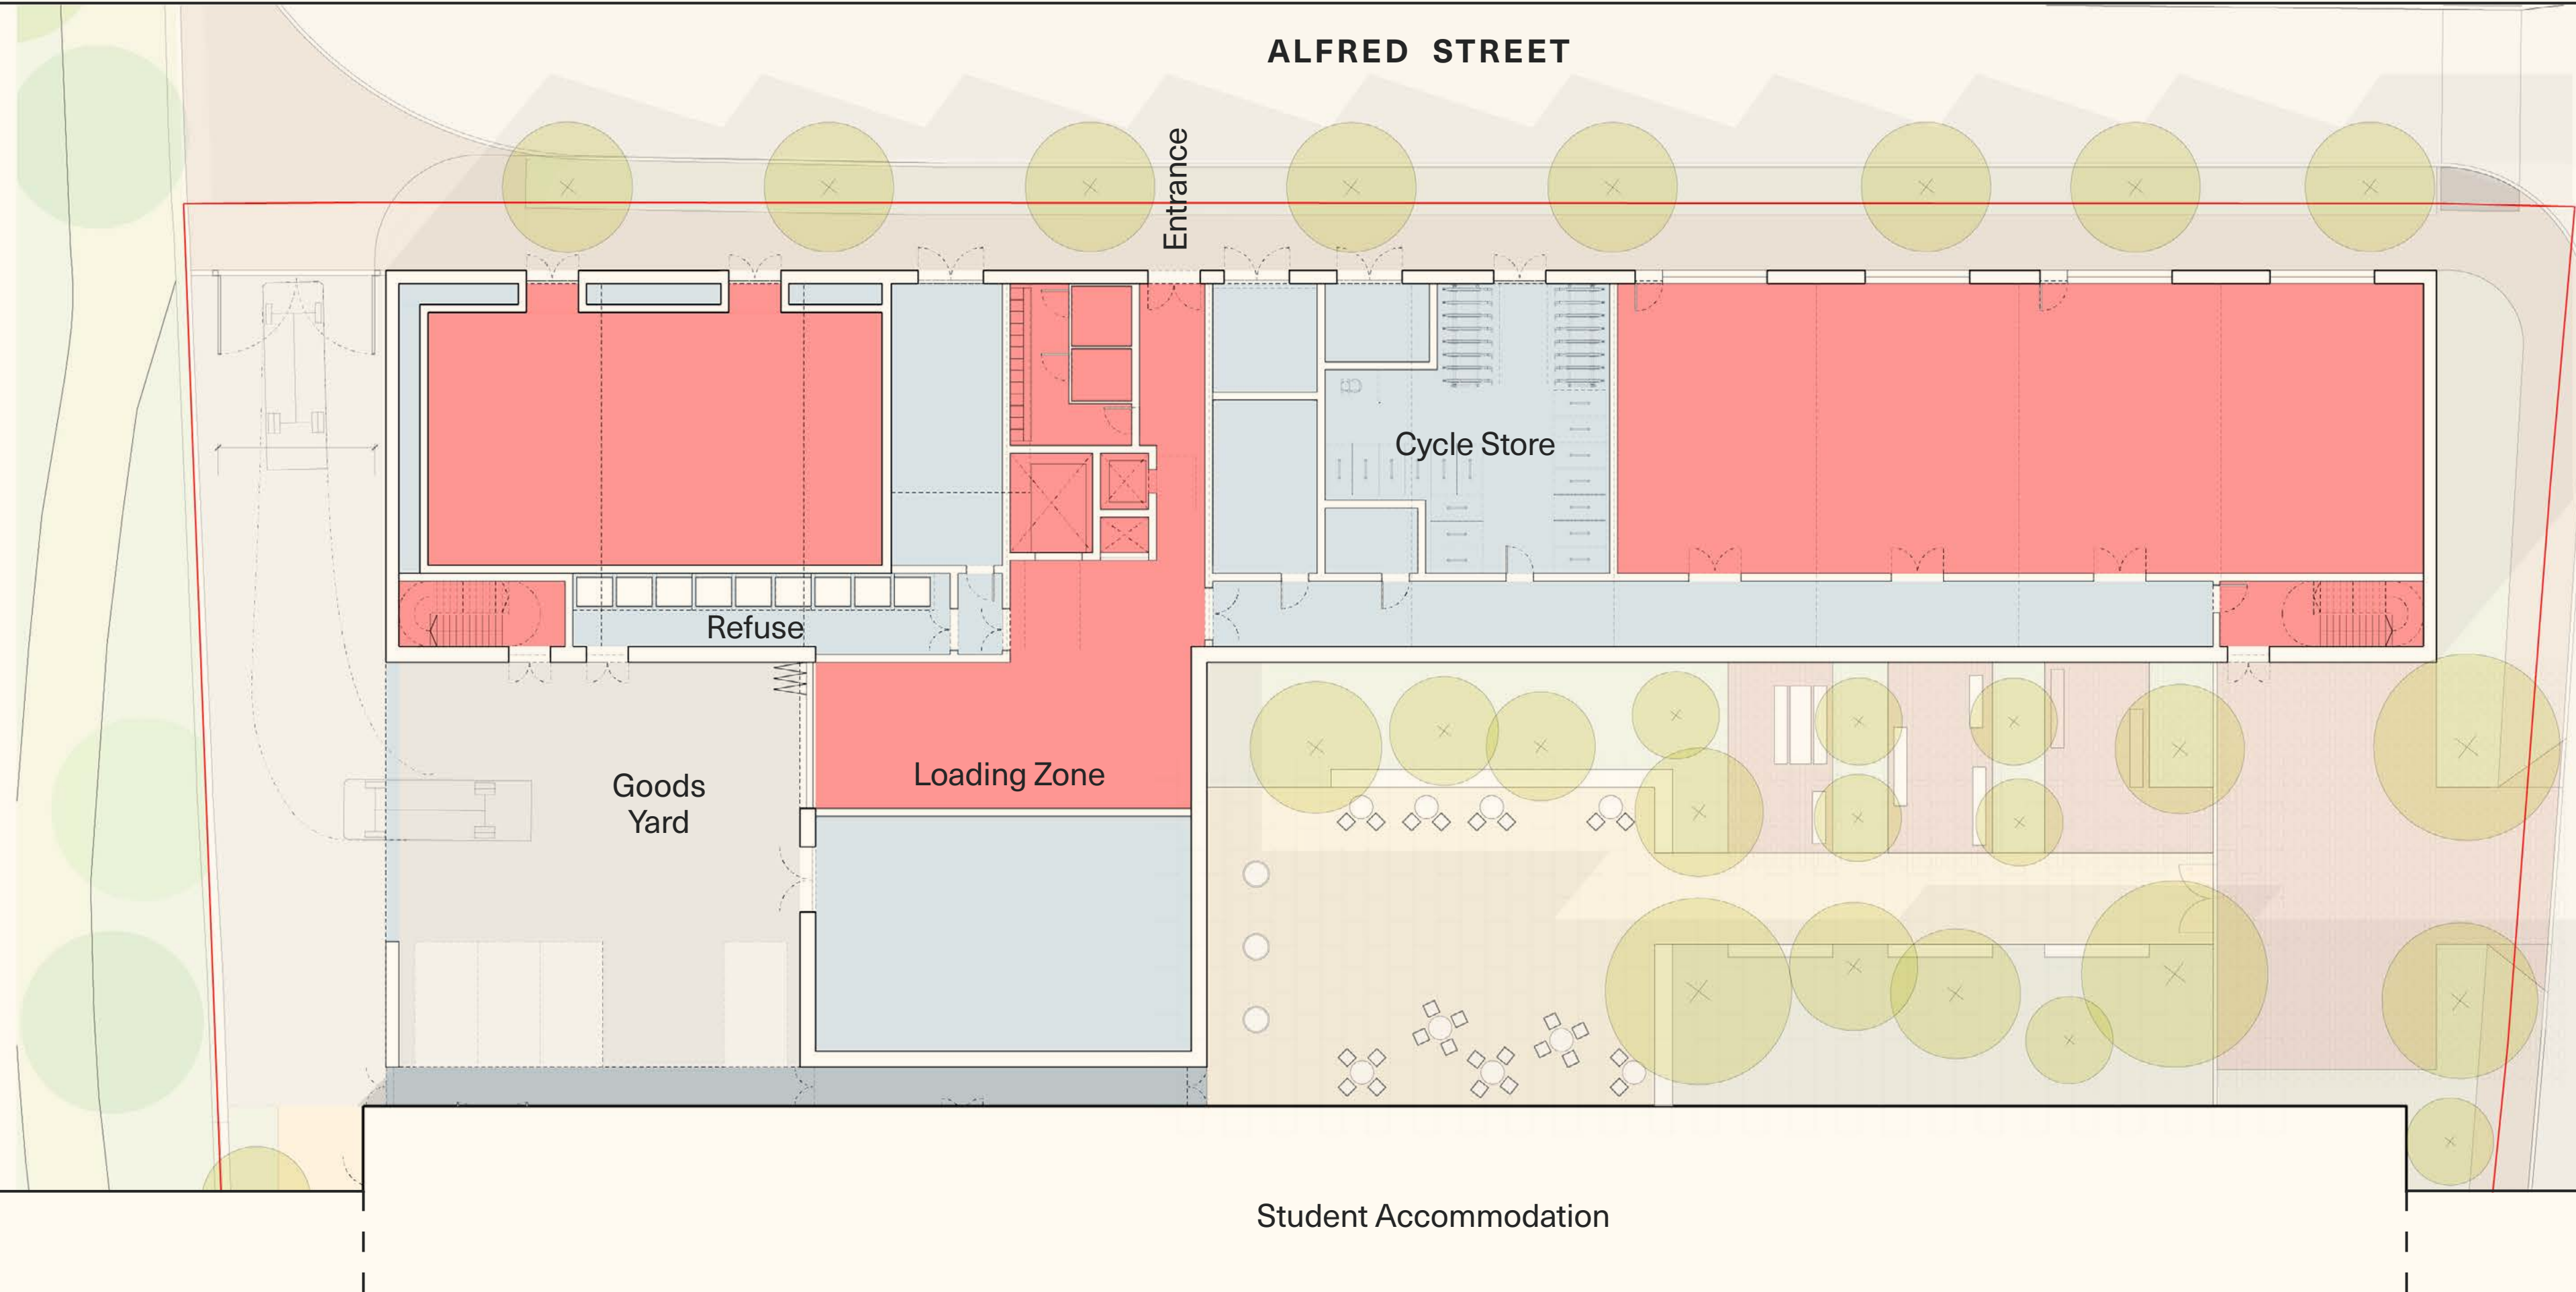 ALFRED STREET
Entrance
Cycle Store
Refuse
Loading Zone
Goods
Yard
Student Accommodation